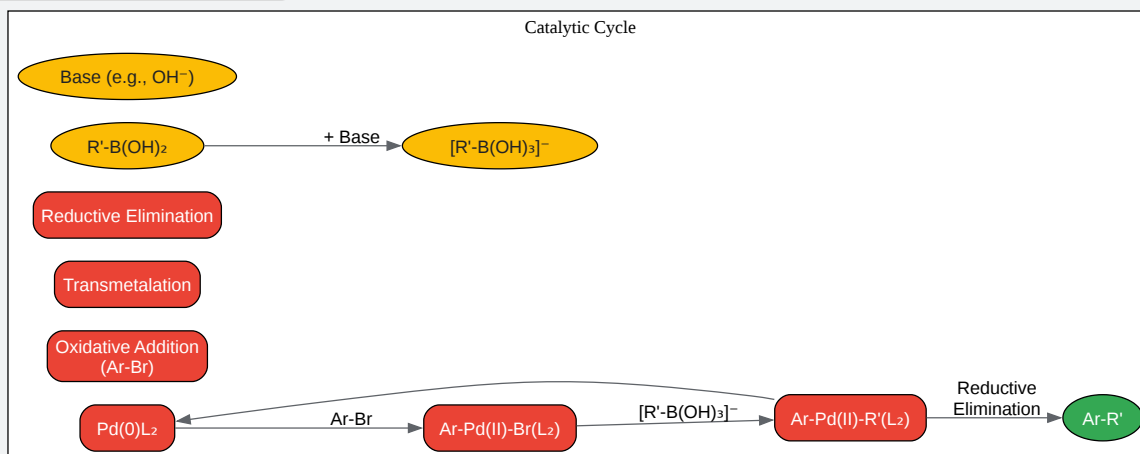 Catalytic Cycle
Base (e.g., OH⁻)
R'-B(OH)₂
+ Base
[R'-B(OH)₃]⁻
Reductive Elimination
Transmetalation
Oxidative Addition
(Ar-Br)
Pd(0)L₂
Ar-Br
Ar-Pd(II)-Br(L₂)
[R'-B(OH)₃]⁻
Ar-Pd(II)-R'(L₂)
Reductive
Elimination
Ar-R'